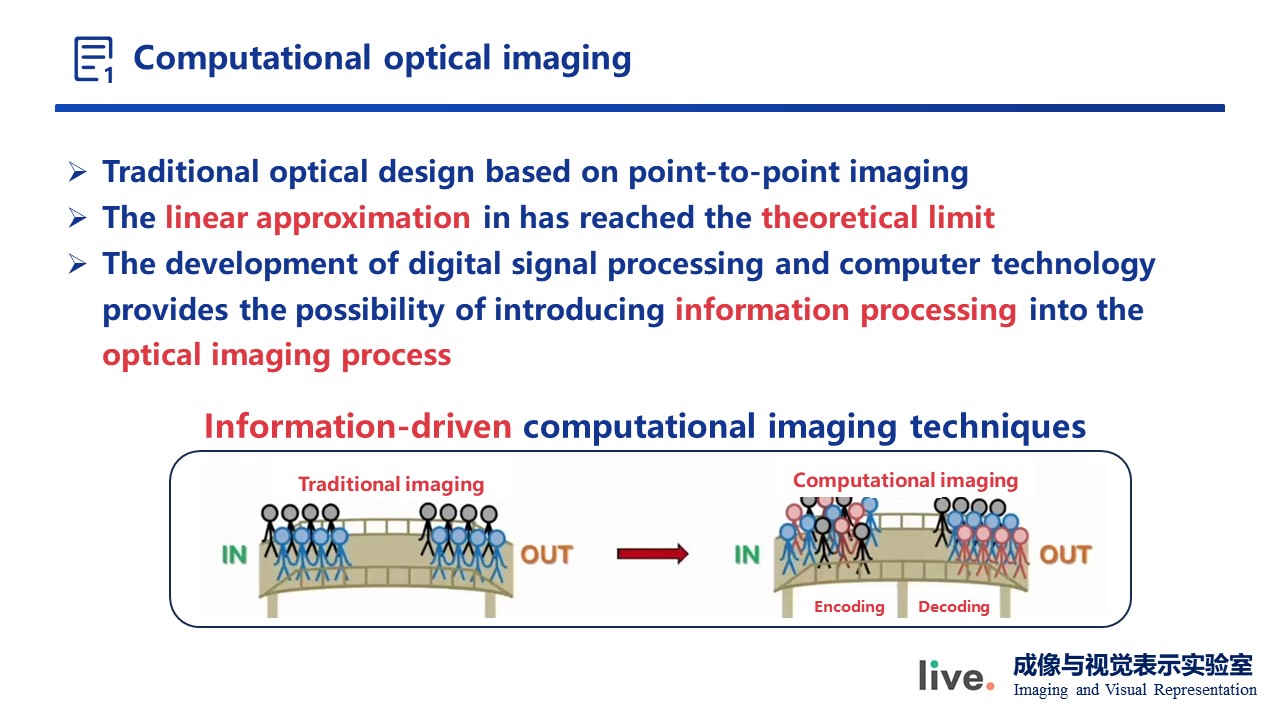 1
Computational optical imaging
Traditional optical design based on point-to-point imaging
The linear approximation in has reached the theoretical limit
The development of digital signal processing and computer technology
provides the possibility of introducing information processing into the
optical imaging process
Information-driven computational imaging techniques
Traditional imaging
Computational imaging
IN
OUT
IN
OUT
Encoding
Decoding
live.
成像与视觉表示实验室
Imaging and Visual Representation